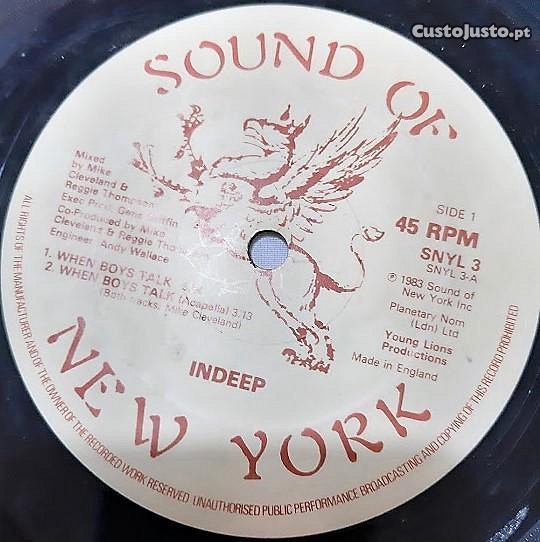 CustoJusto.pt
SOUND OF
NEW YORK
Mixed
by Mike
Cleveland &
Reggie Thompson
Exec Prod. Gene Griffin
Co-Produced by Mike
Cleveland & Reggie
Engineer Andy Wallace
1. WHEN BOYS TALK
2. WHEN BOYS TALK (Acapella) 3.13
(Both tracks: Mike Cleveland)
SIDE 1
45 RPM
SNYL 3
SNYL 3-A
℗ 1983 Sound of
New York Inc
Planetary Nom
(Ldn) Ltd
Young Lions
Productions
Made in England
INDEEP
ALL RIGHTS OF THE MANUFACTURER AND OF THE OWNER OF THE RECORDED WORK RESERVED. UNAUTHORISED PUBLIC PERFORMANCE BROADCASTING AND COPYING OF THIS RECORD PROHIBITED